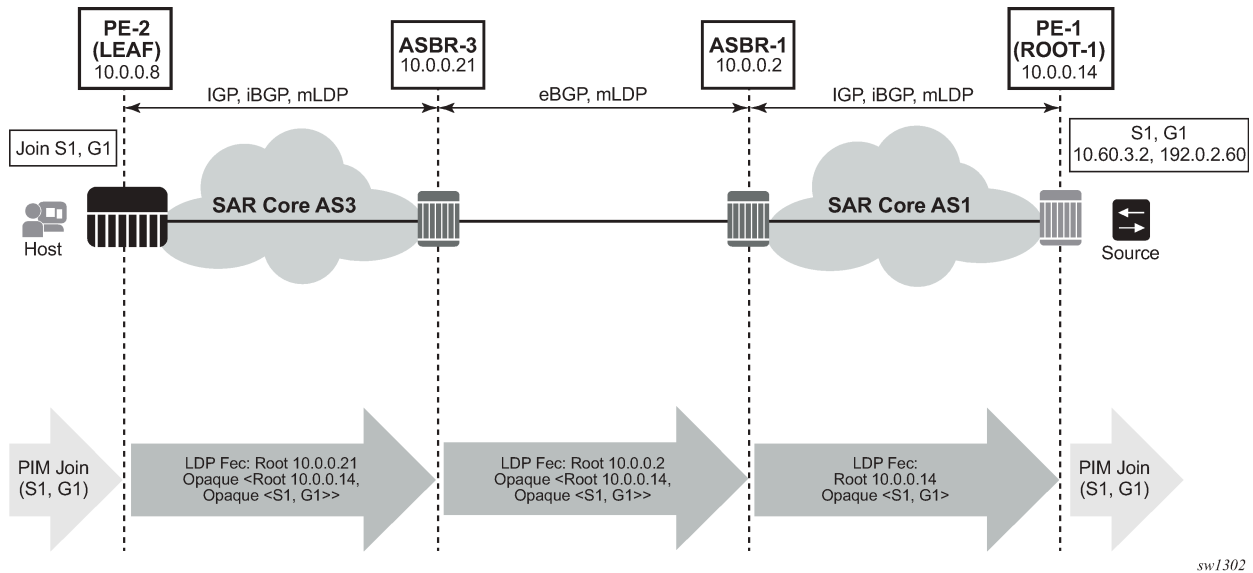 PE-2
(LEAF)
10.0.0.8
ASBR-3
10.0.0.21
ASBR-1
10.0.0.2
PE-1
(ROOT-1)
10.0.0.14
IGP, iBGP, mLDP
eBGP, mLDP
IGP, iBGP, mLDP
Join S1, G1
S1, G1
10.60.3.2, 192.0.2.60
SAR Core AS3
SAR Core AS1
Host
Source
PIM Join
(S1, G1)
LDP Fec: Root 10.0.0.21
Opaque <Root 10.0.0.14,
Opaque <S1, G1>>
LDP Fec: Root 10.0.0.2
Opaque <Root 10.0.0.14,
Opaque <S1, G1>>
LDP Fec:
Root 10.0.0.14
Opaque <S1, G1>
PIM Join
(S1, G1)
sw1302